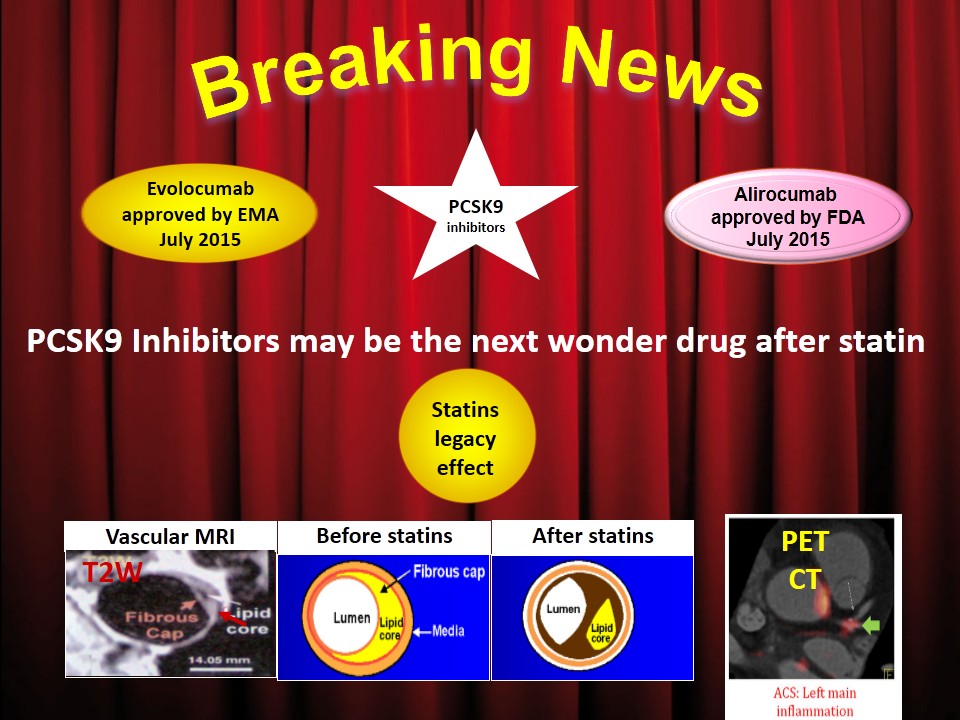 Breaking News
Evolocumab
approved by EMA
July 2015
PCSK9
inhibitors
Alirocumab
approved by FDA
July 2015
PCSK9 Inhibitors may be the next wonder drug after statin
Statins
legacy
effect
Vascular MRI
T2W
Fibrous
Cap
Lipid
core
14.05 mm
Before statins
Fibrous cap
Lumen
Lipid
core
Media
After statins
Lumen
Lipid
core
PET
CT
ACS: Left main
inflammation